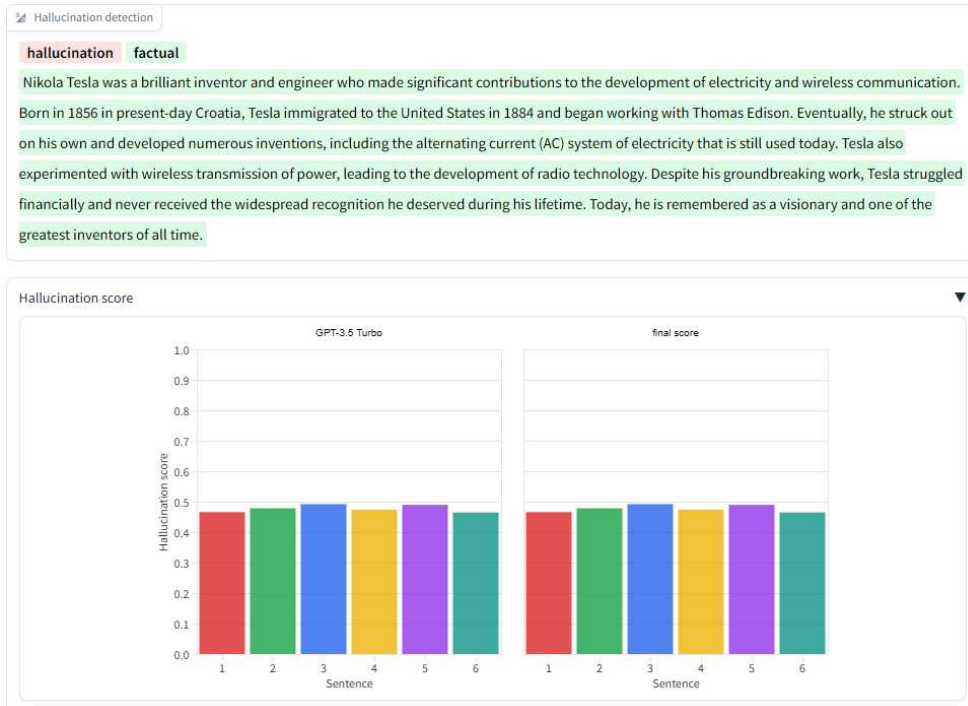 Hallucination detection
hallucination factual
Nikola Tesla was a brilliant inventor and engineer who made significant contributions to the development of electricity and wireless communication.
Born in 1856 in present-day Croatia, Tesla immigrated to the United States in 1884 and began working with Thomas Edison. Eventually, he struck out
on his own and developed numerous inventions, including the alternating current (AC) system of electricity that is still used today. Tesla also
experimented with wireless transmission of power, leading to the development of radio technology. Despite his groundbreaking work, Tesla struggled
financially and never received the widespread recognition he deserved during his lifetime. Today, he is remembered as a visionary and one of the
greatest inventors of all time.
Hallucination score
GPT-3.5 Turbo final score
1.0
0.9
0.8
0.7
0.6
0.5
0.4
0.3
0.2
0.1
0.0
Hallucination score
1 2 3 4 5 6 1 2 3 4 5 6
Sentence Sentence